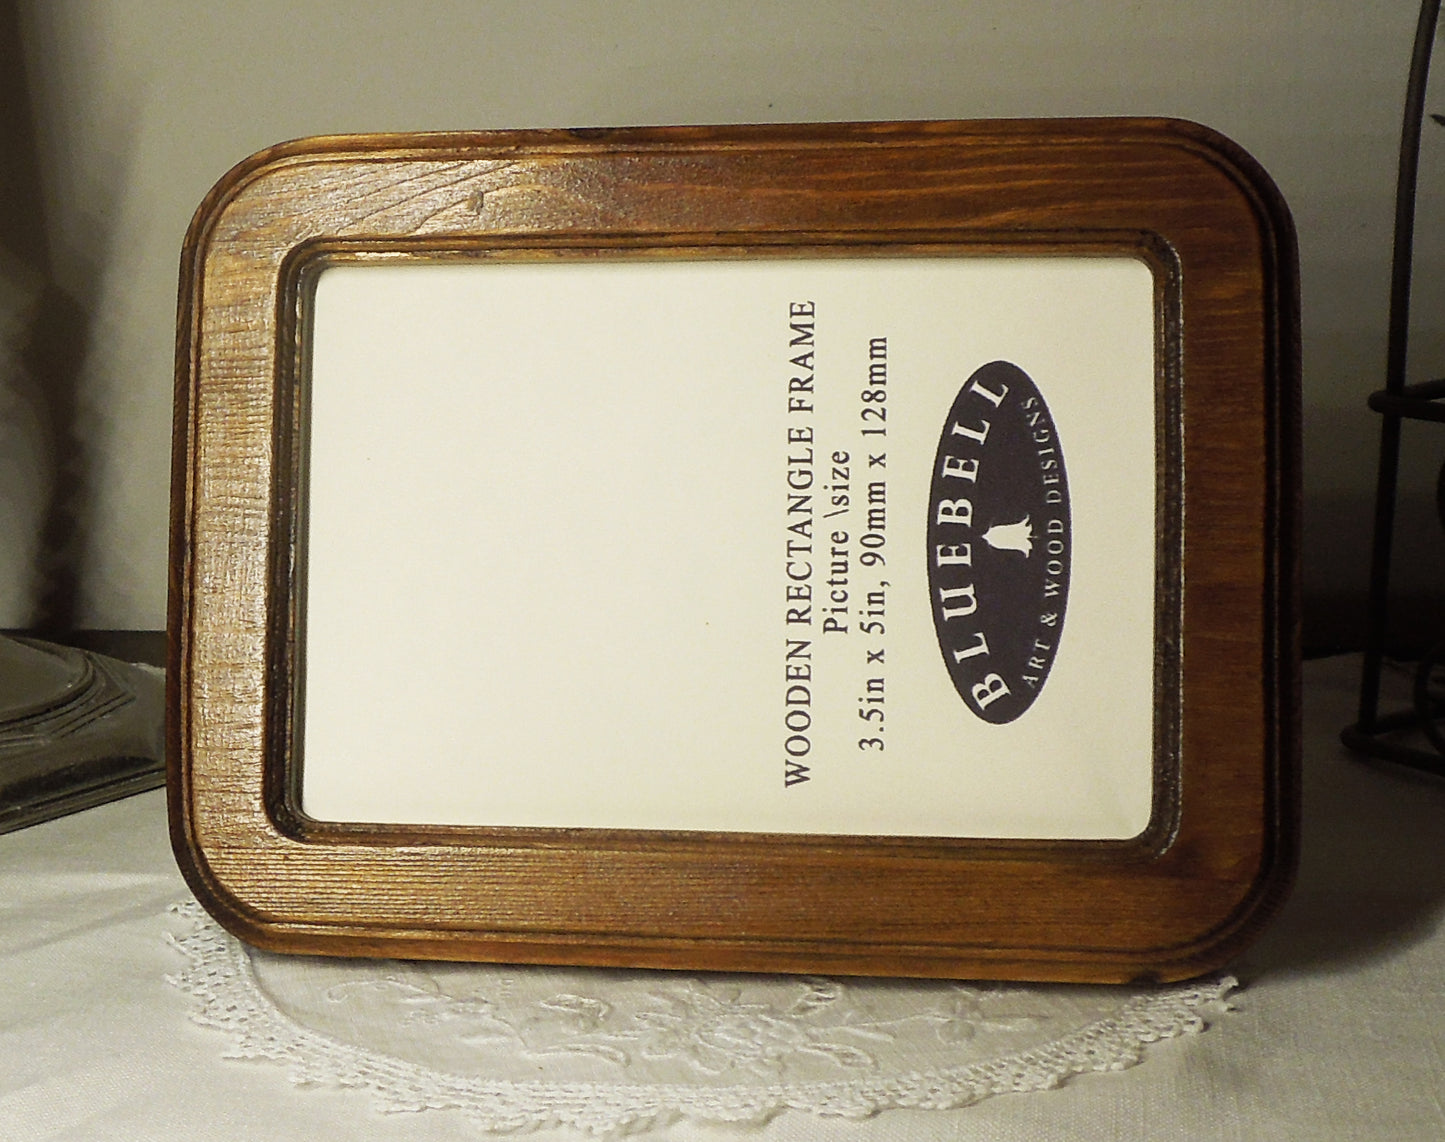 WOODEN RECTANGLE FRAME
Picture \size
3.5in x 5in, 90mm x 128mm
BLUEBELL
ART & WOOD DESIGNS